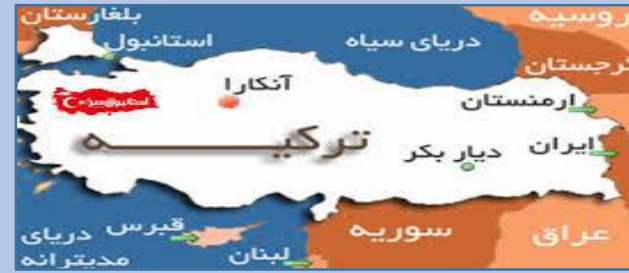 بلغارستان
روسیه
استانبول
دریای سیاه
گرجستان
آنکارا
ارمنستان
ترکیه
دیار بکر
ایران
قبرس
دریای
مدیترانه
لبنان
سوریه
عراق